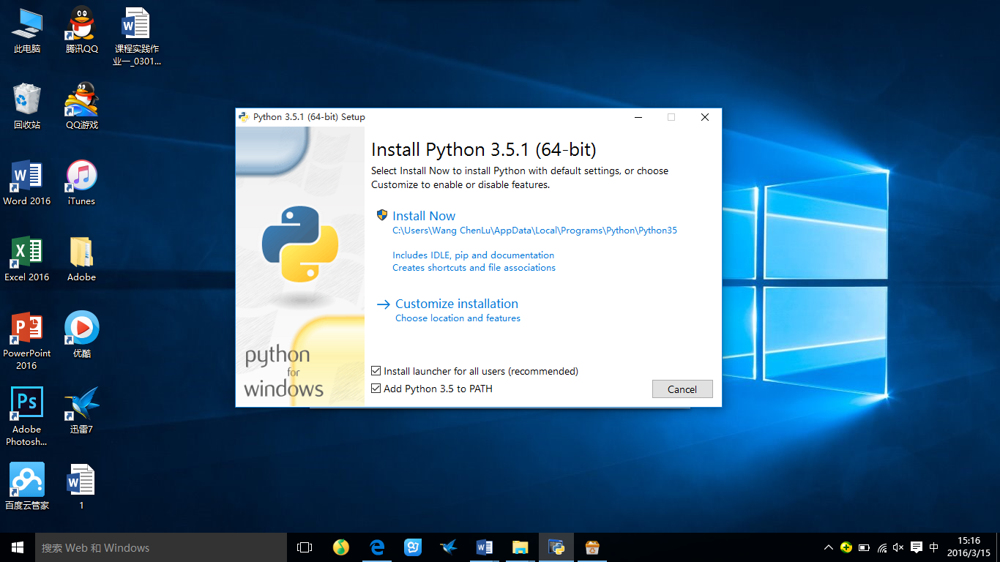 此电脑
腾讯QQ
课程实践作
业一_0301...
回收站
QQ游戏
Word 2016
iTunes
Excel 2016
Adobe
PowerPoint
2016
优酷
Ps
Adobe
Photosh...
迅雷7
百度云管家
1
Python 3.5.1 (64-bit) Setup
Install Python 3.5.1 (64-bit)
Select Install Now to install Python with default settings, or choose
Customize to enable or disable features.
Install Now
C:\Users\Wang ChenLu\AppData\Local\Programs\Python\Python35
Includes IDLE, pip and documentation
Creates shortcuts and file associations
Customize installation
Choose location and features
python
for
windows
Install launcher for all users (recommended)
Add Python 3.5 to PATH
Cancel
搜索 Web 和 Windows
中
15:16
2016/3/15